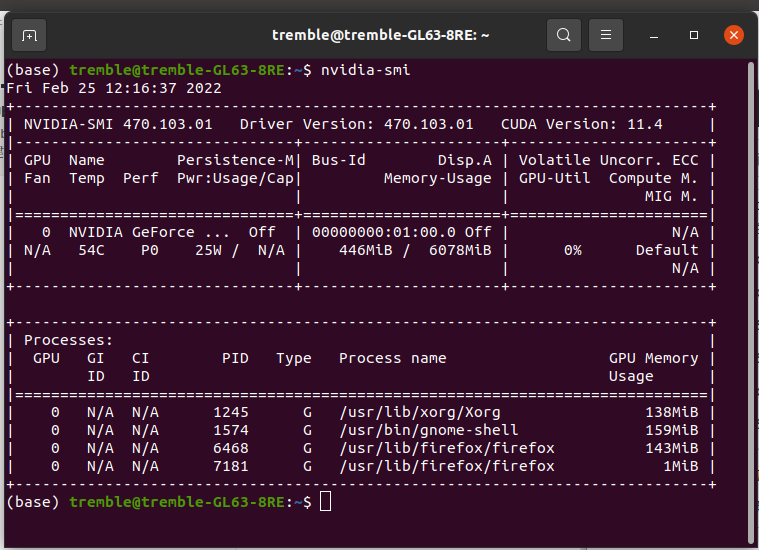 tremble@tremble-GL63-8RE: ~
(base) tremble@tremble-GL63-8RE:~$ nvidia-smi
Fri Feb 25 12:16:37 2022
+-----------------------------------------------------------------------------+
| NVIDIA-SMI 470.103.01   Driver Version: 470.103.01   CUDA Version: 11.4     |
|-------------------------------+----------------------+----------------------+
| GPU  Name        Persistence-M| Bus-Id        Disp.A | Volatile Uncorr. ECC |
| Fan  Temp  Perf  Pwr:Usage/Cap|         Memory-Usage | GPU-Util  Compute M. |
|                               |                      |               MIG M. |
|===============================+======================+======================|
|   0  NVIDIA GeForce ...  Off  | 00000000:01:00.0 Off |                  N/A |
| N/A   54C    P0    25W /  N/A |    446MiB /  6078MiB |      0%      Default |
|                               |                      |                  N/A |
+-------------------------------+----------------------+----------------------+
+-----------------------------------------------------------------------------+
| Processes:                                                                  |
|  GPU   GI   CI        PID   Type   Process name                  GPU Memory |
|        ID   ID                                                   Usage      |
|=============================================================================|
|    0   N/A  N/A      1245      G   /usr/lib/xorg/Xorg                138MiB |
|    0   N/A  N/A      1574      G   /usr/bin/gnome-shell              159MiB |
|    0   N/A  N/A      6468      G   /usr/lib/firefox/firefox          143MiB |
|    0   N/A  N/A      7181      G   /usr/lib/firefox/firefox            1MiB |
+-----------------------------------------------------------------------------+
(base) tremble@tremble-GL63-8RE:~$